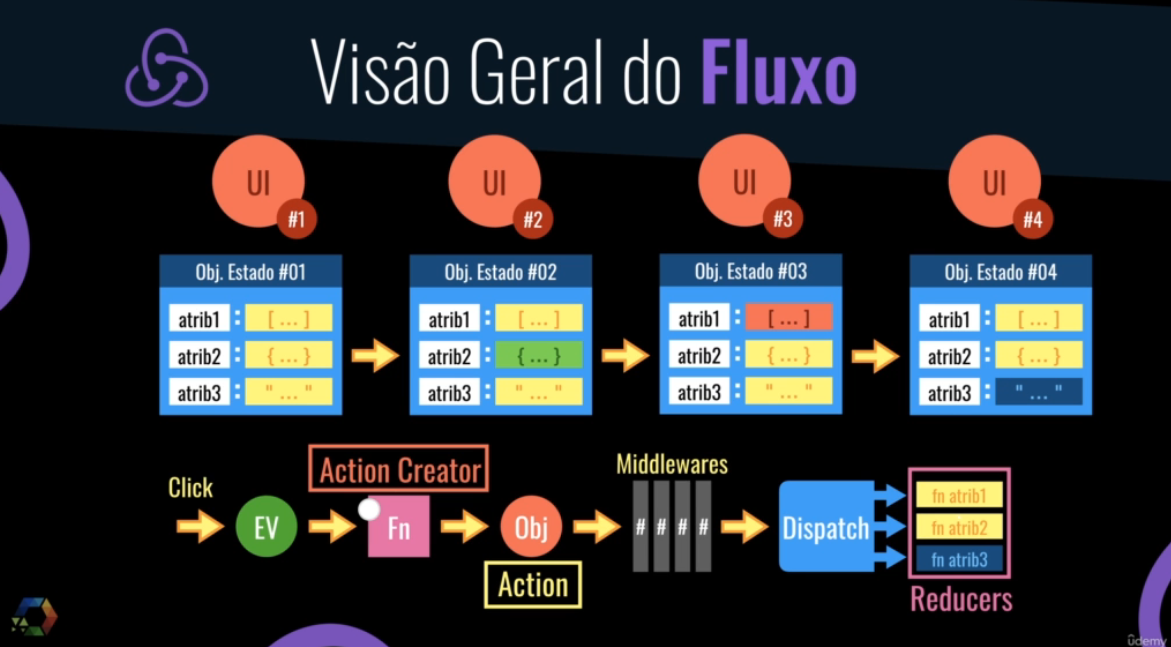 Visão Geral do Fluxo
UI
#1
UI
#2
UI
#3
UI
#4
Obj. Estado #01
atrib1 : [ ... ]
atrib2 : { ... }
atrib3 : " ... "
Obj. Estado #02
atrib1 : [ ... ]
atrib2 : { ... }
atrib3 : " ... "
Obj. Estado #03
atrib1 : [ ... ]
atrib2 : { ... }
atrib3 : " ... "
Obj. Estado #04
atrib1 : [ ... ]
atrib2 : { ... }
atrib3 : " ... "
Click
EV
Action Creator
Fn
Obj
Action
Middlewares
# # # #
Dispatch
fn atrib1
fn atrib2
fn atrib3
Reducers
ûdemy